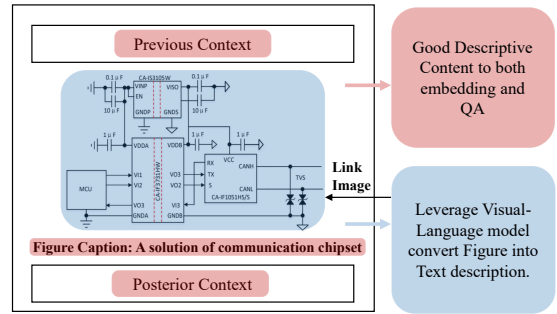 Previous Context
CA-IS3105W
0.1 μF
VINP
VISO
0.1 μF
EN
10 μF
GNDP
GNDS
10 μF
1 μF
VDDA
VDDB
1 μF
1 μF
VCC
MCU
VI1
VI2
VO3
GNDA
VO3
VO2
VI3
GNDB
RX
TX
S
CANH
CANL
CA-IF1051HS/S
TVS
Figure Caption: A solution of communication chipset
Posterior Context
Link
Image
Good Descriptive
Content to both
embedding and
QA
Leverage Visual-
Language model
convert Figure into
Text description.